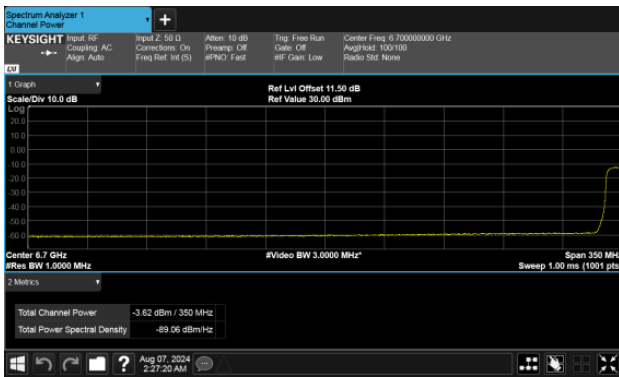 Spectrum Analyzer 1
Channel Power
+
KEYSIGHT Input: RF Input Z: 50 Ω Atten: 10 dB Trig: Free Run Center Freq: 6.700000000 GHz
Coupling: AC Corrections: On Preamp: Off Gate: Off Avg|Hold: 100/100
Align: Auto Freq Ref: Int (S) #PNO: Fast #IF Gain: Low Radio Std: None
LXI
1 Graph
Ref Lvl Offset 11.50 dB
Scale/Div 10.0 dB Ref Value 30.00 dBm
Log
20.0
10.0
0.00
-10.0
-20.0
-30.0
-40.0
-50.0
-60.0
Center 6.7 GHz #Video BW 3.0000 MHz* Span 350 MH
#Res BW 1.0000 MHz Sweep 1.00 ms (1001 pts
2 Metrics
Total Channel Power -3.62 dBm / 350 MHz
Total Power Spectral Density -89.06 dBm/Hz
? Aug 07, 2024
2:27:20 AM